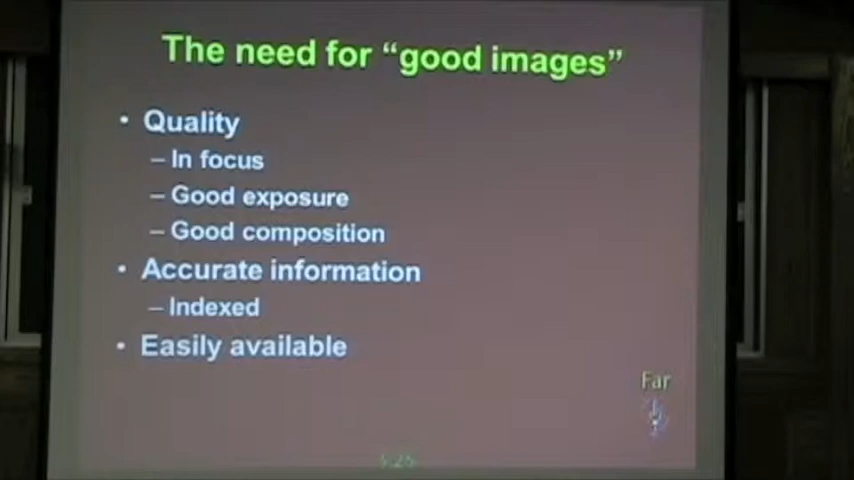 The need for “good images”
• Quality
– In focus
– Good exposure
– Good composition
• Accurate information
– Indexed
• Easily available
Far